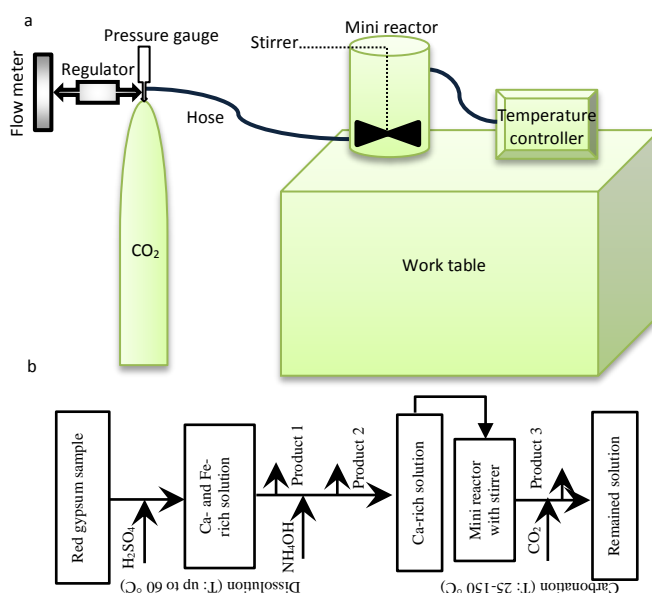 a
Pressure gauge
Regulator
Flow meter
Stirrer
Mini reactor
Hose
Temperature
controller
CO₂
Work table
b
Red gypsum sample
H₂SO₄
Ca- and Fe-
rich solution
Product 1
NH⁴OH
Product 2
Ca-rich solution
Mini reactor
with stirrer
CO₂
Product 3
Remained solution
Dissolution (T: up to 60 °C)
Carbonation (T: 25-150 °C)